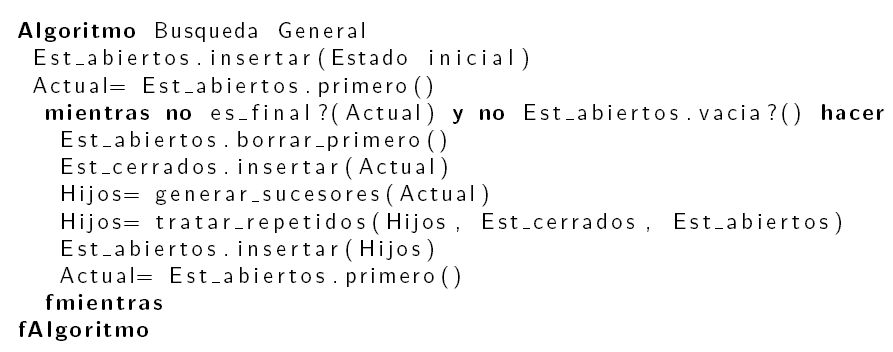 Algoritmo Busqueda General
Est_abiertos.insertar(Estado inicial)
Actual= Est_abiertos.primero()
mientras no es_final?(Actual) y no Est_abiertos.vacia?() hacer
Est_abiertos.borrar_primero()
Est_cerrados.insertar(Actual)
Hijos= generar_sucesores(Actual)
Hijos= tratar_repetidos(Hijos, Est_cerrados, Est_abiertos)
Est_abiertos.insertar(Hijos)
Actual= Est_abiertos.primero()
fmientras
fAlgoritmo